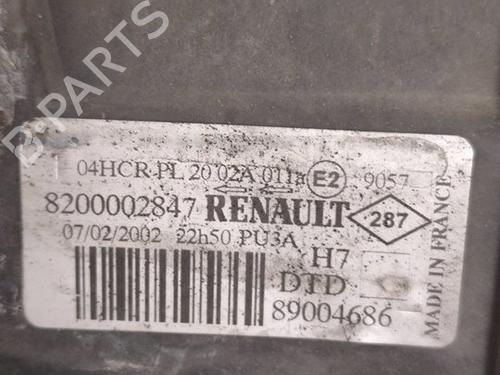 B-PARTS
04HCR-PL 20 02A 011a E2 9057
8200002847 RENAULT 287
07/02/2002 22h50 PU3A
H7
DTD
89004686
MADE IN FRANCE